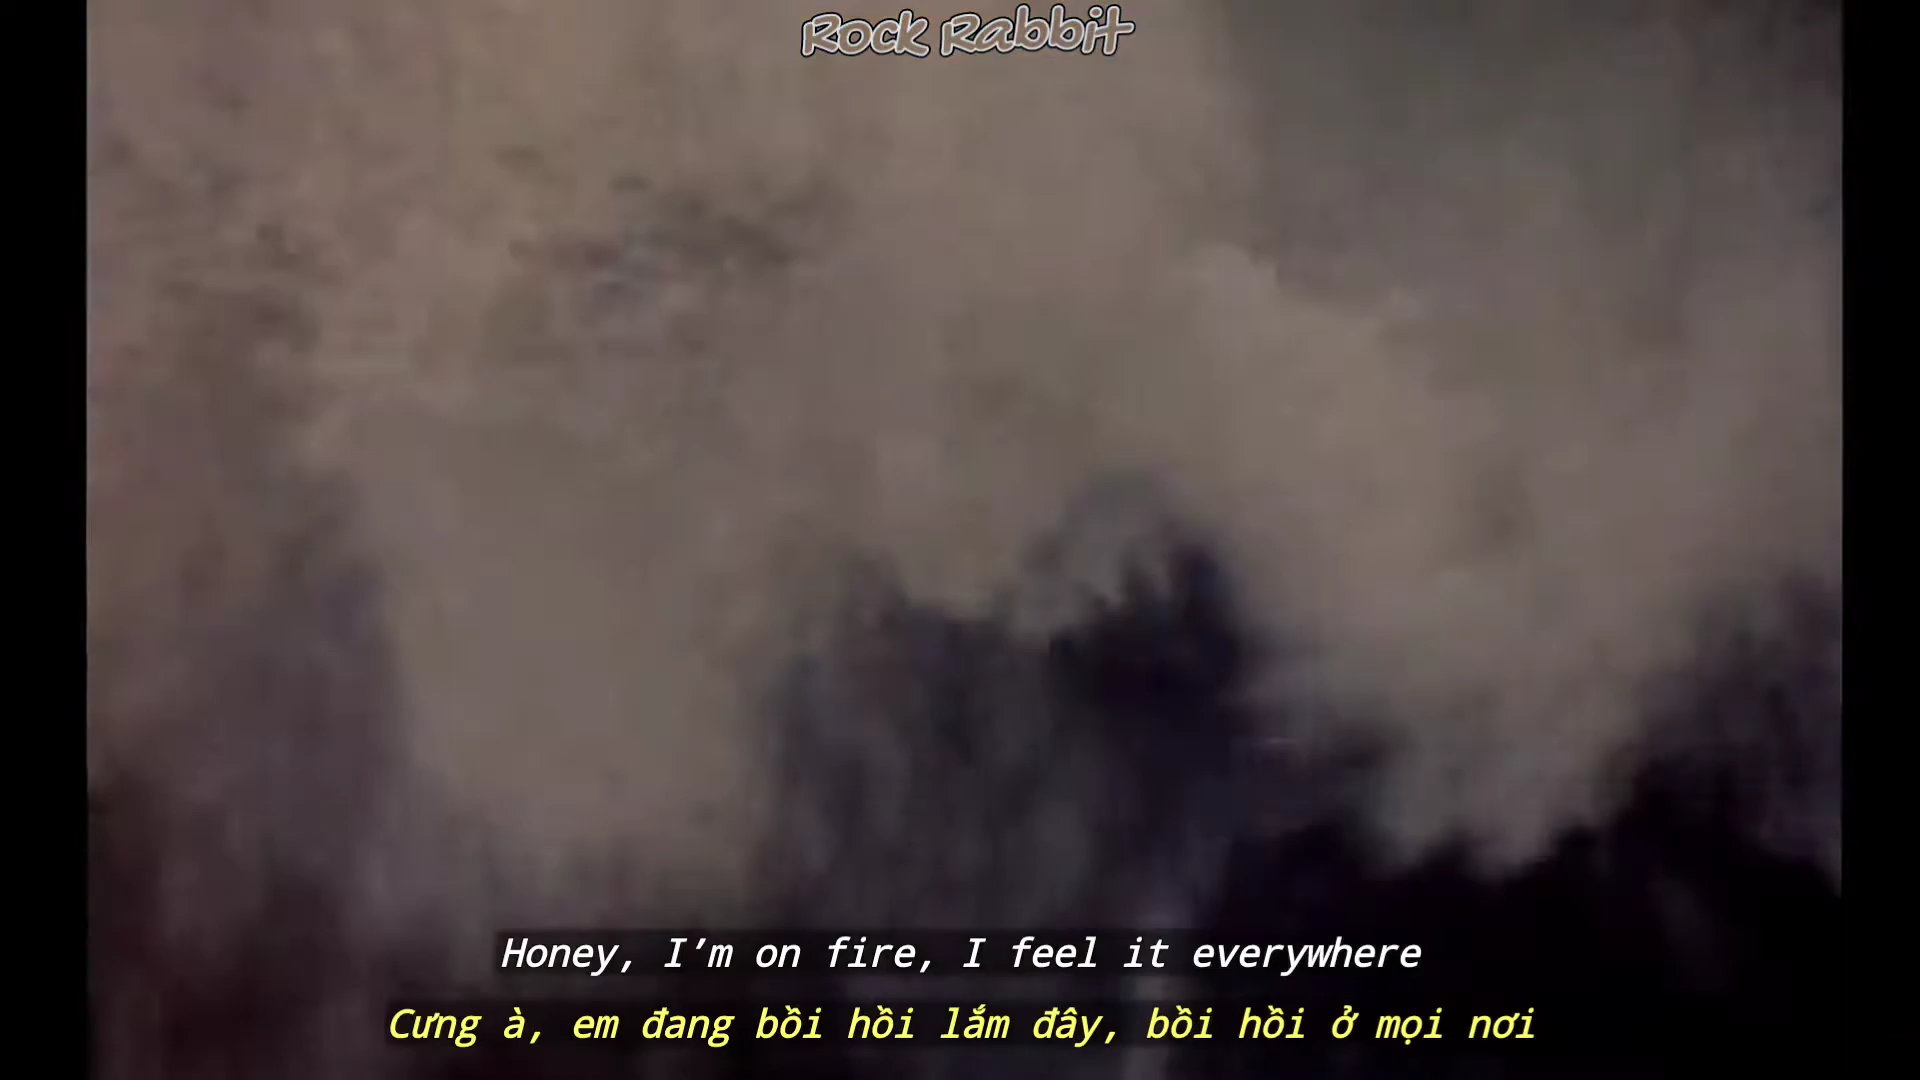 Rock Rabbit
Honey, I'm on fire, I feel it everywhere
Cưng à, em đang bồi hồi lắm đây, bồi hồi ở mọi nơi